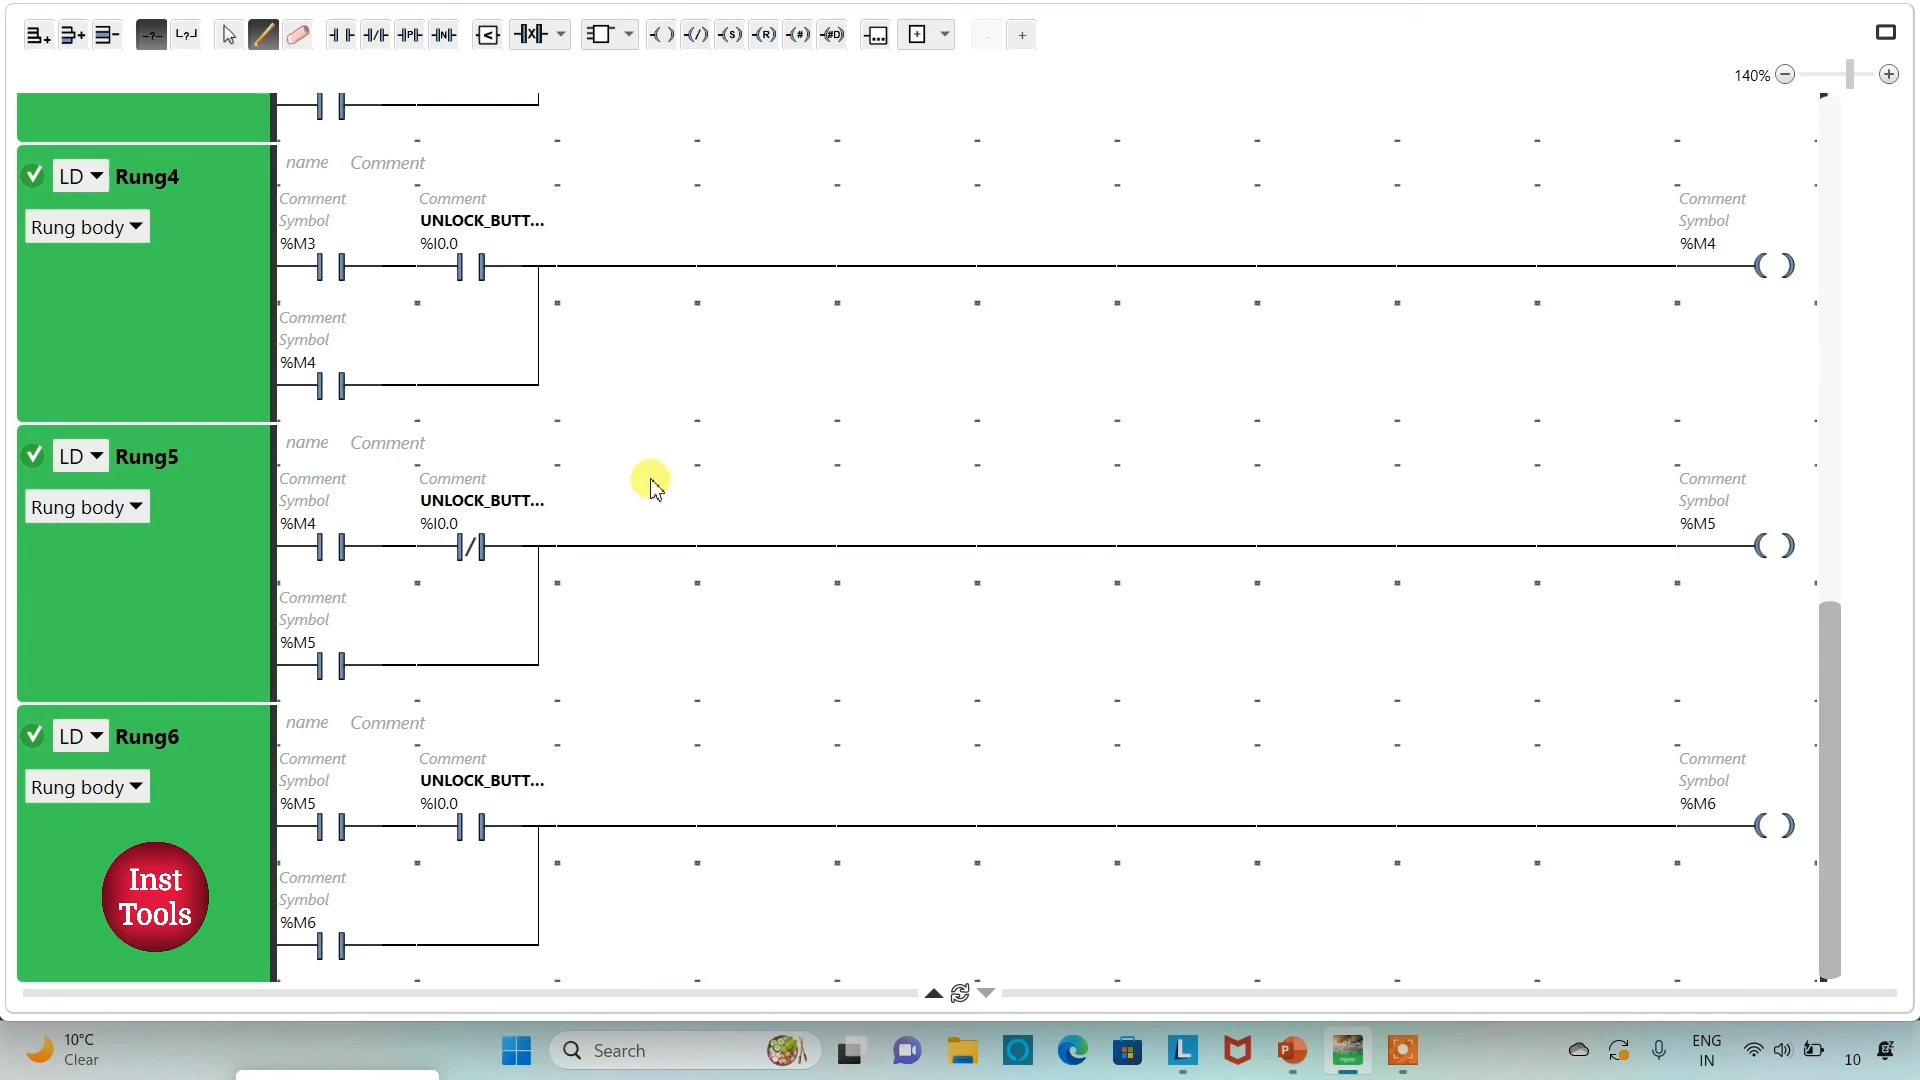 140%
LD Rung4
name Comment
Rung body
Comment Comment Comment
Symbol UNLOCK_BUTT... Symbol
%M3 %I0.0 %M4
Comment
Symbol
%M4
LD Rung5
name Comment
Rung body
Comment Comment Comment
Symbol UNLOCK_BUTT... Symbol
%M4 %I0.0 %M5
Comment
Symbol
%M5
LD Rung6
name Comment
Rung body
Comment Comment Comment
Symbol UNLOCK_BUTT... Symbol
%M5 %I0.0 %M6
Comment
Symbol
%M6
Inst
Tools
10°C
Clear
Search
ENG
IN
10